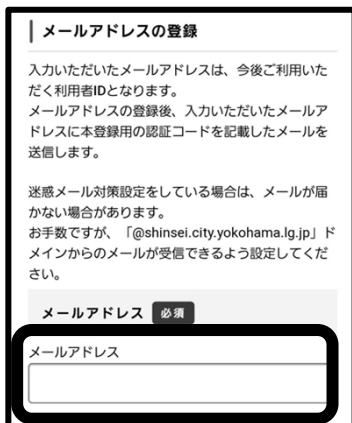 メールアドレスの登録
入力いただいたメールアドレスは、今後ご利用いた
だく利用者IDとなります。
メールアドレスの登録後、入力いただいたメールア
ドレスに本登録用の認証コードを記載したメールを
送信します。
迷惑メール対策設定をしている場合は、メールが届
かない場合があります。
お手数ですが、「@shinsei.city.yokohama.lg.jp」ド
メインからのメールが受信できるよう設定してくだ
さい。
メールアドレス 必須
メールアドレス